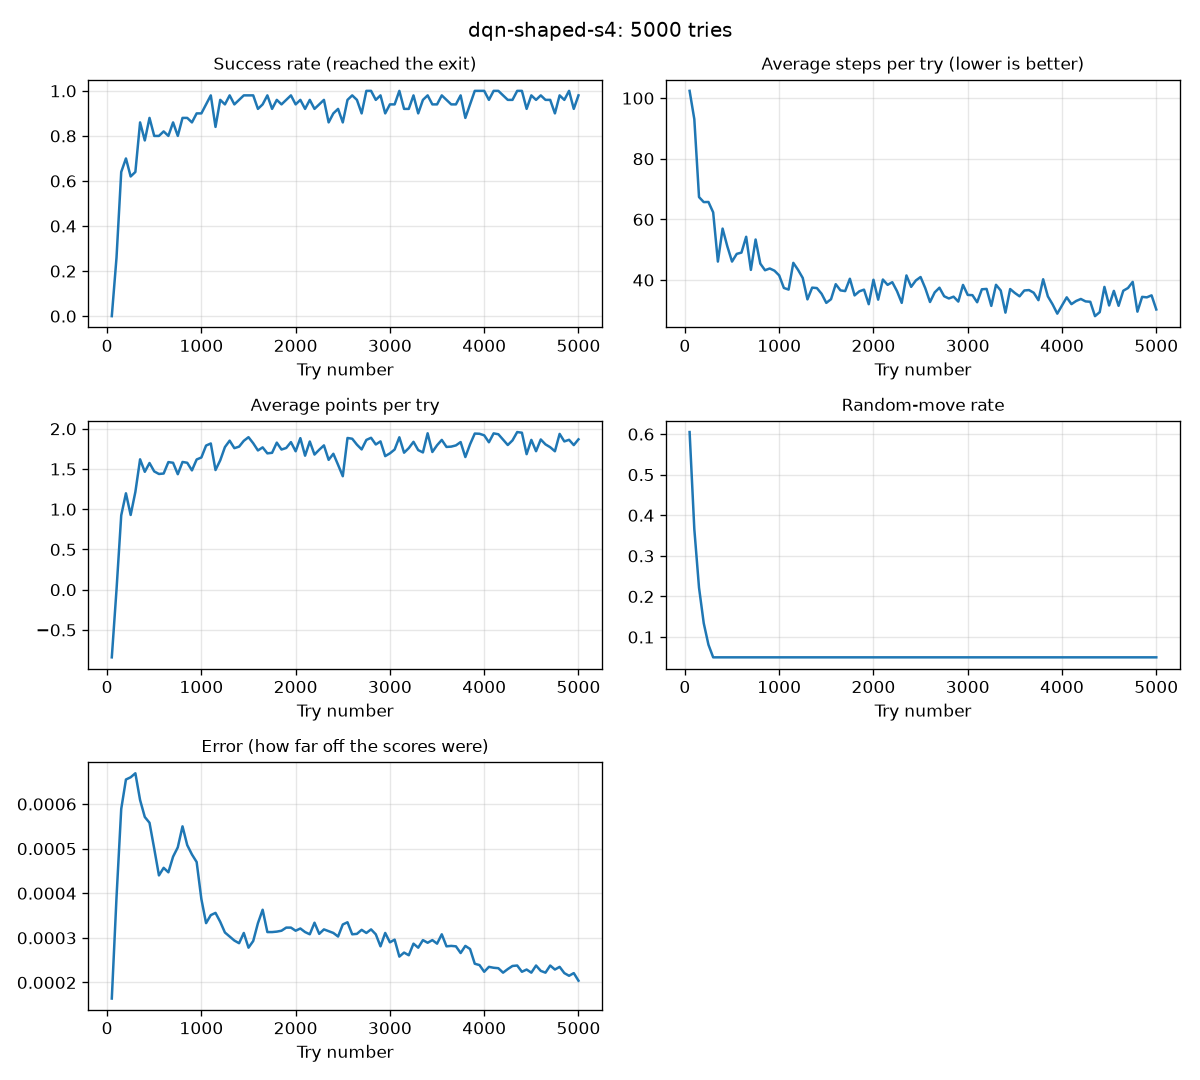 dqn-shaped-s4: 5000 tries
Success rate (reached the exit)
1.0
0.8
0.6
0.4
0.2
0.0
0 1000 2000 3000 4000 5000
Try number
Average steps per try (lower is better)
100
80
60
40
0 1000 2000 3000 4000 5000
Try number
Average points per try
2.0
1.5
1.0
0.5
0.0
−0.5
0 1000 2000 3000 4000 5000
Try number
Random-move rate
0.6
0.5
0.4
0.3
0.2
0.1
0 1000 2000 3000 4000 5000
Try number
Error (how far off the scores were)
0.0006
0.0005
0.0004
0.0003
0.0002
0 1000 2000 3000 4000 5000
Try number